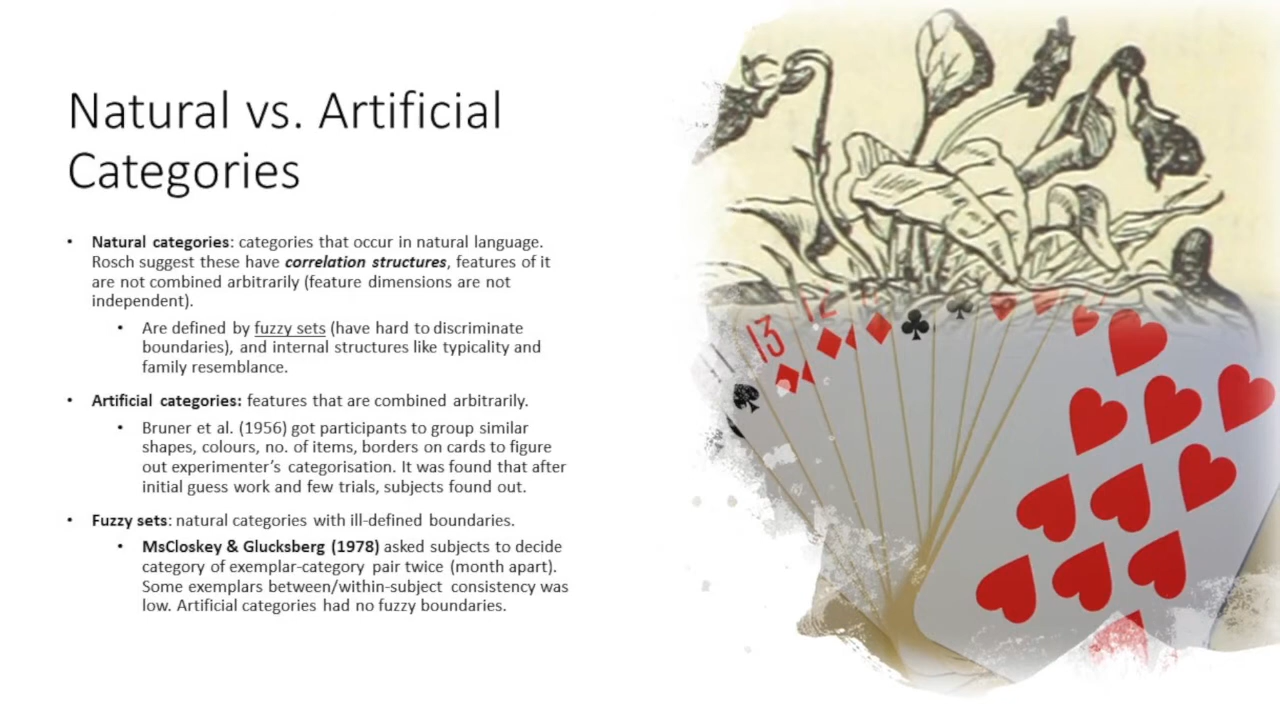 Natural vs. Artificial
Categories
• Natural categories: categories that occur in natural language.
Rosch suggest these have correlation structures, features of it
are not combined arbitrarily (feature dimensions are not
independent).
• Are defined by fuzzy sets (have hard to discriminate
boundaries), and internal structures like typicality and
family resemblance.
• Artificial categories: features that are combined arbitrarily.
• Bruner et al. (1956) got participants to group similar
shapes, colours, no. of items, borders on cards to figure
out experimenter’s categorisation. It was found that after
initial guess work and few trials, subjects found out.
• Fuzzy sets: natural categories with ill-defined boundaries.
• MsCloskey & Glucksberg (1978) asked subjects to decide
category of exemplar-category pair twice (month apart).
Some exemplars between/within-subject consistency was
low. Artificial categories had no fuzzy boundaries.
13
12